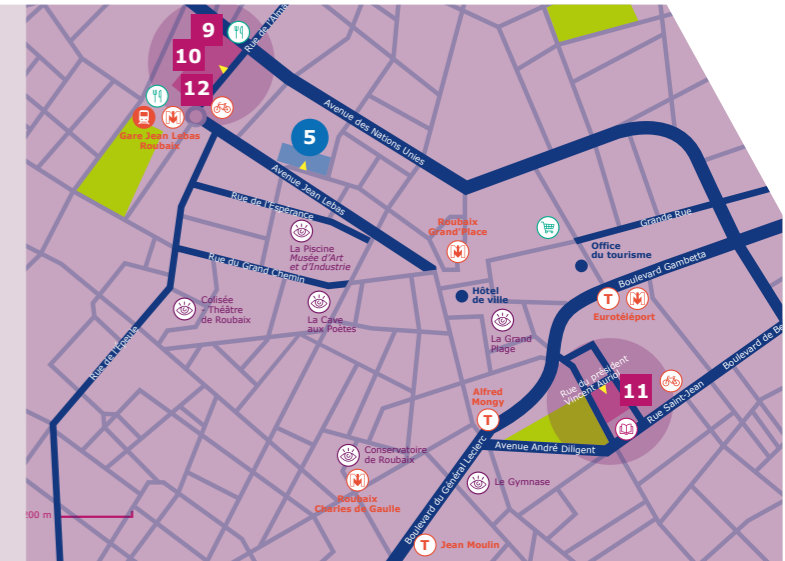 9
10
12
Rue de l'Alma
Gare Jean Lebas
Roubaix
5
Avenue des Nations Unies
Avenue Jean Lebas
Rue de l'Espérance
La Piscine
Musée d'Art
et d'Industrie
Roubaix
Grand'Place
Grande Rue
Office
du tourisme
Rue du Grand Chemin
Boulevard Gambetta
Colisée
- Théâtre
de Roubaix
La Cave
aux Poètes
Hôtel
de ville
T
Eurotéléport
La Grand
Plage
Rue de l'Epeule
Boulevard de Be
Rue du président
Vincent Auriol
11
Rue Saint-Jean
Alfred
Mongy
T
Avenue André Diligent
Conservatoire
de Roubaix
Roubaix
Charles de Gaulle
Boulevard du Général Leclerc
Le Gymnase
00 m
T
Jean Moulin